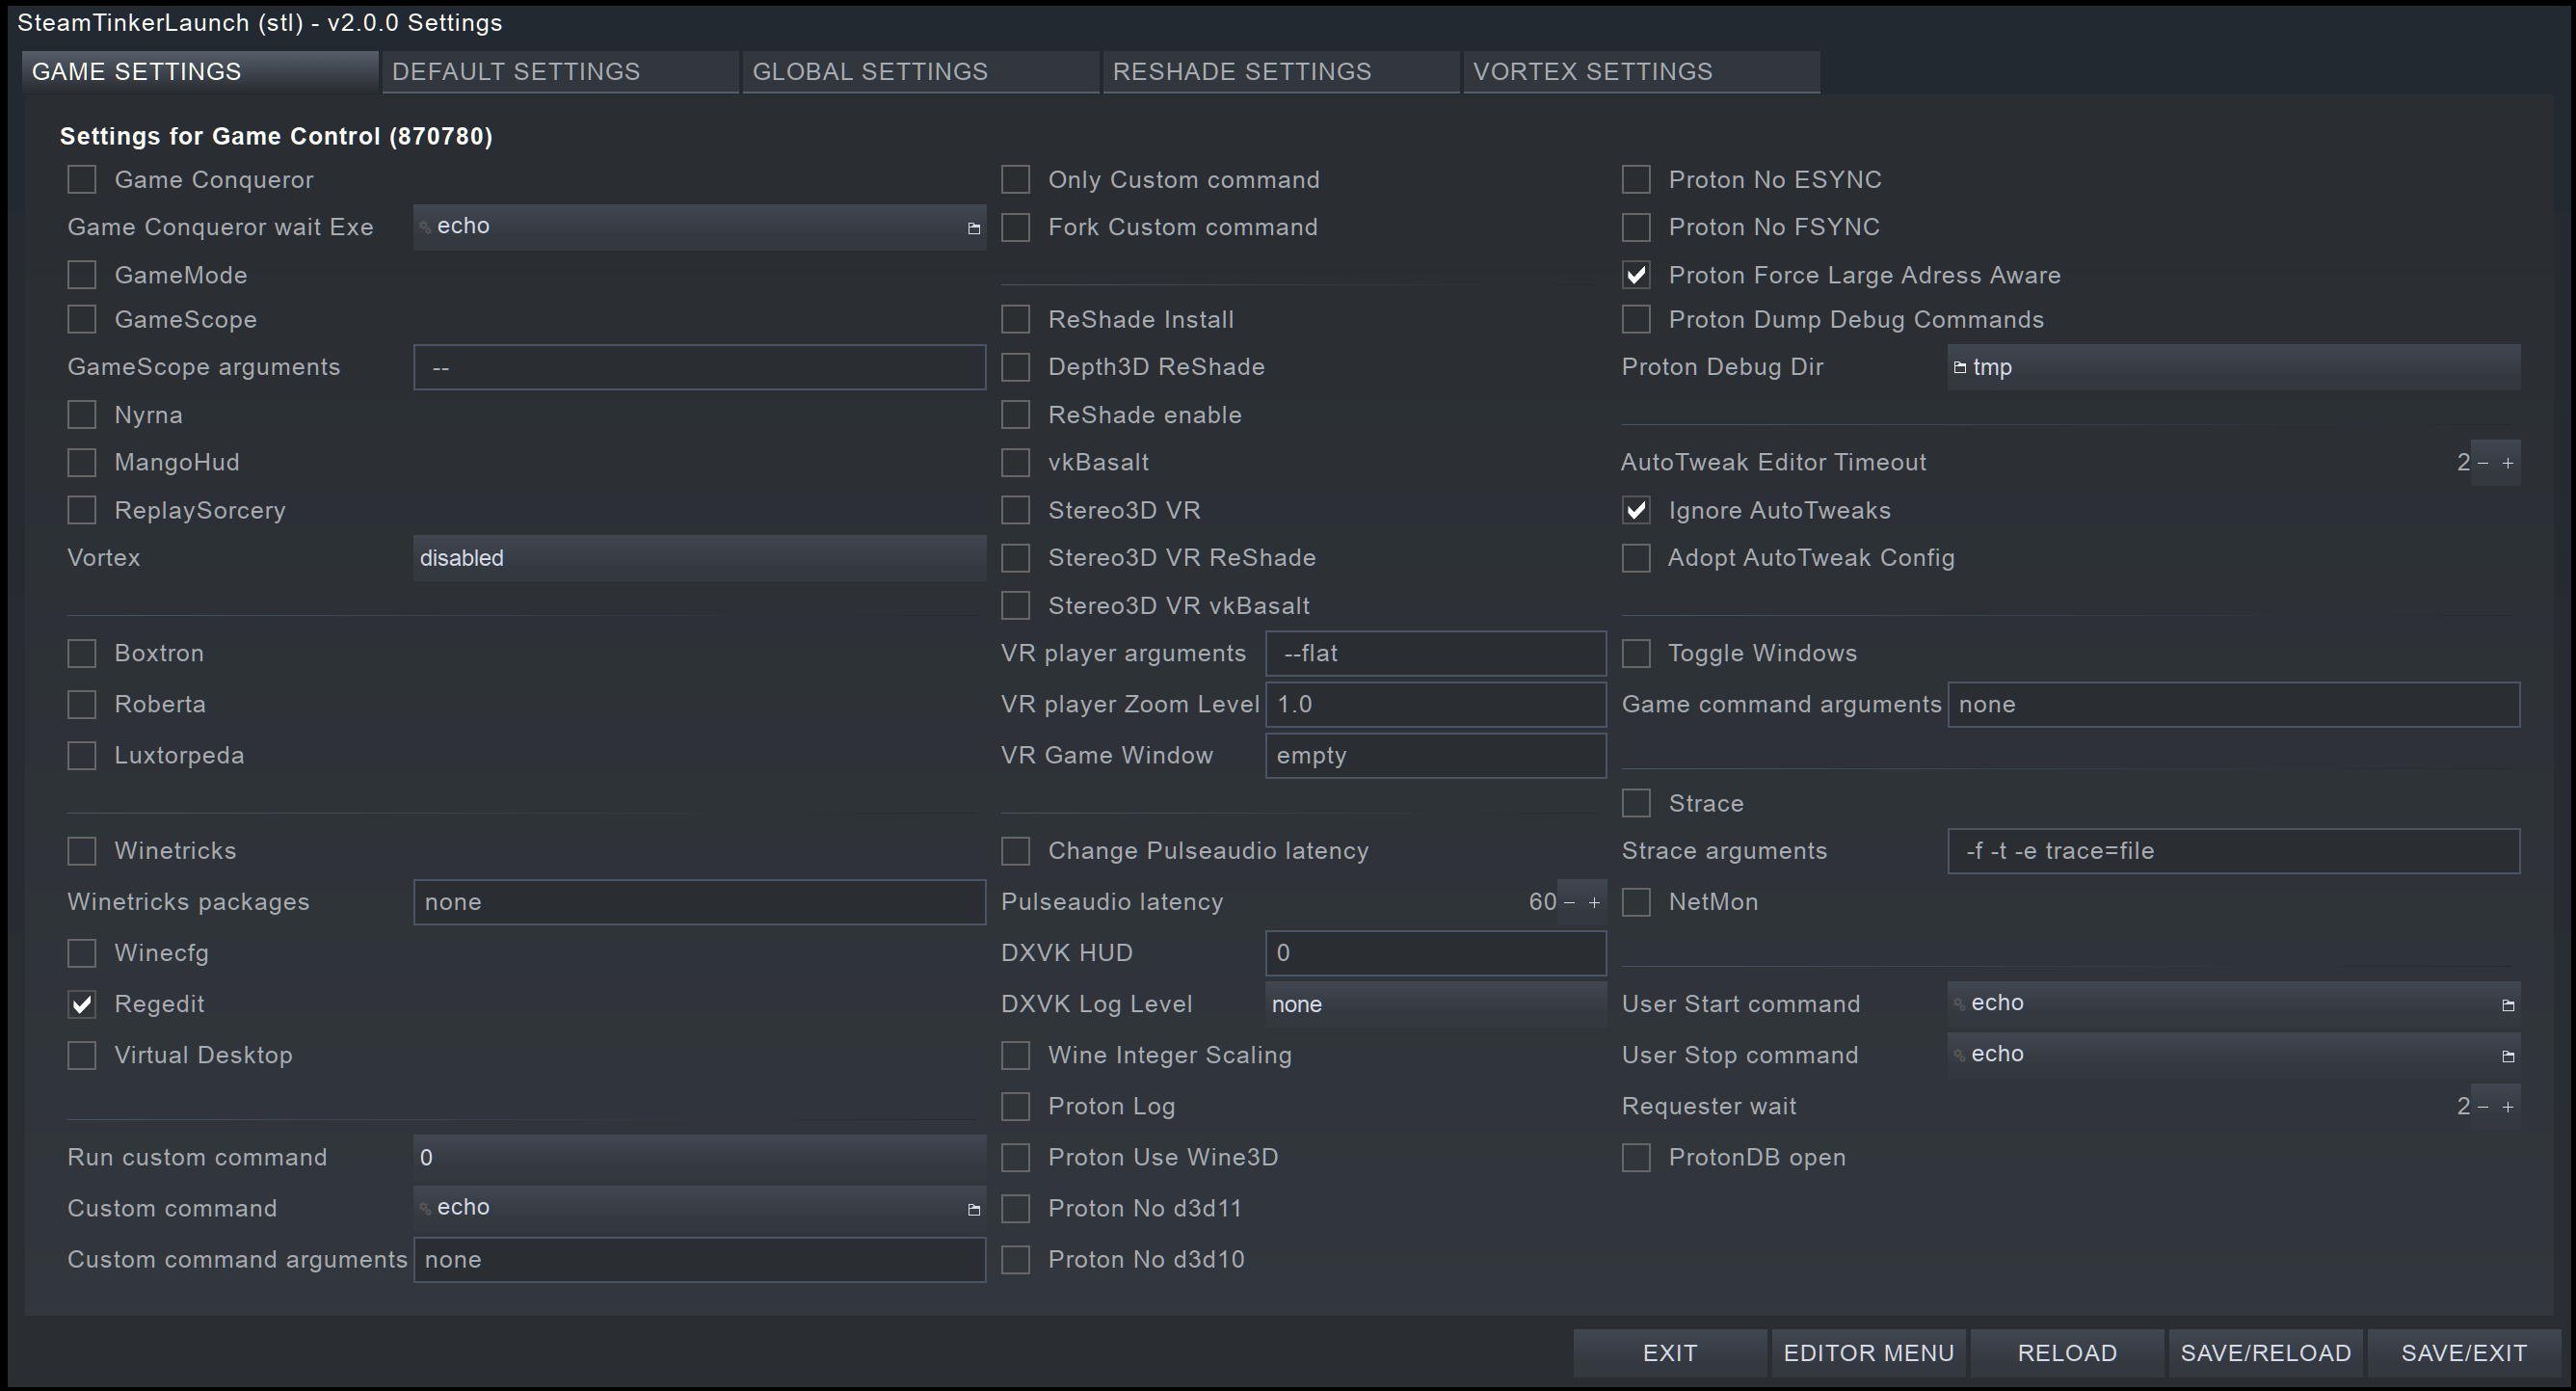 SteamTinkerLaunch (stl) - v2.0.0 Settings
GAME SETTINGS
DEFAULT SETTINGS
GLOBAL SETTINGS
RESHADE SETTINGS
VORTEX SETTINGS
Settings for Game Control (870780)
Game Conqueror
Game Conqueror wait Exe echo
GameMode
GameScope
GameScope arguments --
Nyrna
MangoHud
ReplaySorcery
Vortex disabled
Boxtron
Roberta
Luxtorpeda
Winetricks
Winetricks packages none
Winecfg
Regedit
Virtual Desktop
Run custom command 0
Custom command echo
Custom command arguments none
Only Custom command
Fork Custom command
ReShade Install
Depth3D ReShade
ReShade enable
vkBasalt
Stereo3D VR
Stereo3D VR ReShade
Stereo3D VR vkBasalt
VR player arguments --flat
VR player Zoom Level 1.0
VR Game Window empty
Change Pulseaudio latency
Pulseaudio latency 60 − +
DXVK HUD 0
DXVK Log Level none
Wine Integer Scaling
Proton Log
Proton Use Wine3D
Proton No d3d11
Proton No d3d10
Proton No ESYNC
Proton No FSYNC
Proton Force Large Adress Aware
Proton Dump Debug Commands
Proton Debug Dir tmp
AutoTweak Editor Timeout 2 − +
Ignore AutoTweaks
Adopt AutoTweak Config
Toggle Windows
Game command arguments none
Strace
Strace arguments -f -t -e trace=file
NetMon
User Start command echo
User Stop command echo
Requester wait 2 − +
ProtonDB open
EXIT
EDITOR MENU
RELOAD
SAVE/RELOAD
SAVE/EXIT